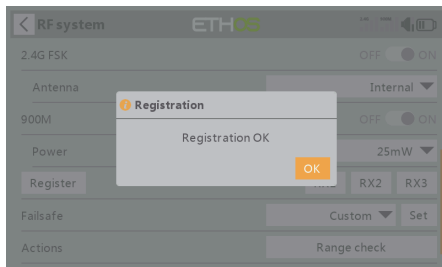 RF system
ETHOS
2.4G FSK OFF ON
Antenna Internal
Registration
900M OFF ON
Registration OK
Power 25mW
OK
Register RX2 RX3
Failsafe Custom Set
Actions Range check